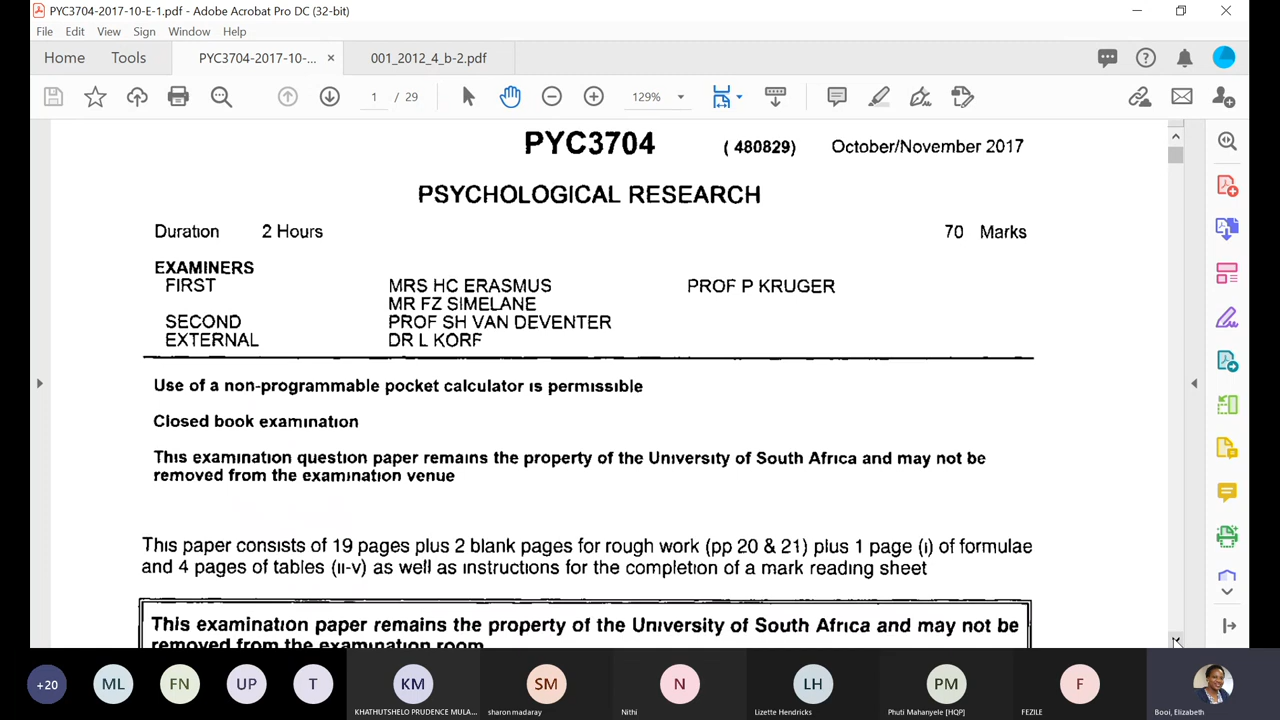 PYC3704-2017-10-E-1.pdf - Adobe Acrobat Pro DC (32-bit)
File Edit View Sign Window Help
Home Tools PYC3704-2017-10-... × 001_2012_4_b-2.pdf
1 / 29 129%
PYC3704 ( 480829) October/November 2017
PSYCHOLOGICAL RESEARCH
Duration 2 Hours 70 Marks
EXAMINERS
FIRST MRS HC ERASMUS PROF P KRUGER
MR FZ SIMELANE
SECOND PROF SH VAN DEVENTER
EXTERNAL DR L KORF
Use of a non-programmable pocket calculator is permissible
Closed book examination
This examination question paper remains the property of the University of South Africa and may not be
removed from the examination venue
This paper consists of 19 pages plus 2 blank pages for rough work (pp 20 & 21) plus 1 page (i) of formulae
and 4 pages of tables (ii-v) as well as instructions for the completion of a mark reading sheet
This examination paper remains the property of the University of South Africa and may not be
removed from the examination room
+20 ML FN UP T KM SM N LH PM F
KHATHUTSHELO PRUDENCE MULA... sharon madaray Nithi Lizette Hendricks Phuti Mahanyele [HQP] FEZILE Booi, Elizabeth